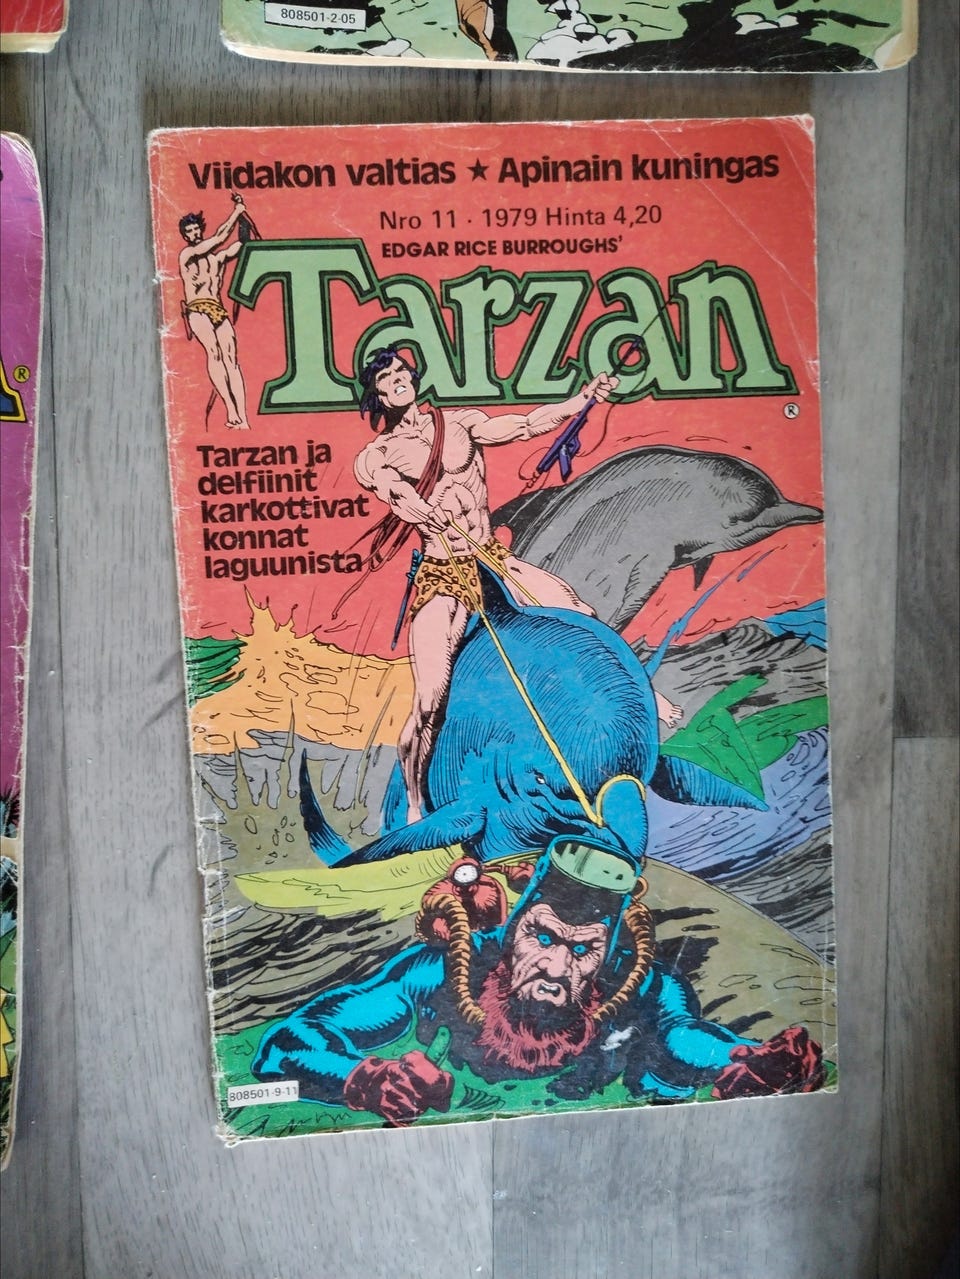 808501-2-05
Viidakon valtias ★ Apinain kuningas
Nro 11 · 1979 Hinta 4,20
EDGAR RICE BURROUGHS'
Tarzan
®
®
Tarzan ja
delfiinit
karkottivat
konnat
laguunista
808501-9-11